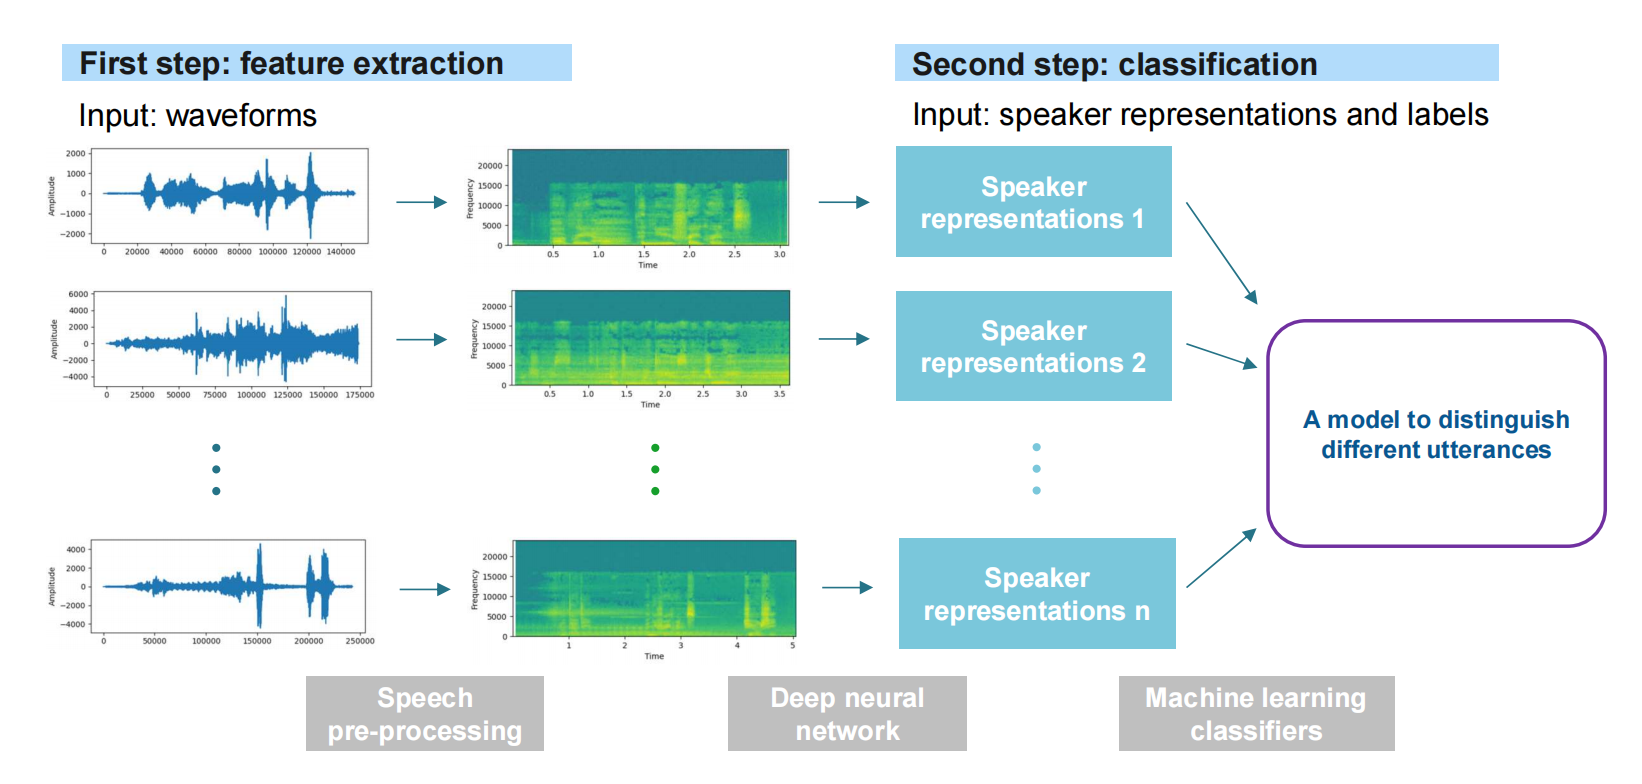 First step: feature extraction
Second step: classification
Input: waveforms
Input: speaker representations and labels
Amplitude
2000
1000
0
−1000
−2000
0 20000 40000 60000 80000 100000 120000 140000
Frequency
20000
15000
10000
5000
0
0.5 1.0 1.5 2.0 2.5 3.0
Time
Speaker
representations 1
Amplitude
6000
4000
2000
0
−2000
−4000
0 25000 50000 75000 100000 125000 150000 175000
Frequency
20000
15000
10000
5000
0
0.5 1.0 1.5 2.0 2.5 3.0 3.5
Time
Speaker
representations 2
A model to distinguish
different utterances
Amplitude
4000
2000
0
−2000
−4000
0 50000 100000 150000 200000 250000
Frequency
20000
15000
10000
5000
0
1 2 3 4 5
Time
Speaker
representations n
Speech
pre-processing
Deep neural
network
Machine learning
classifiers